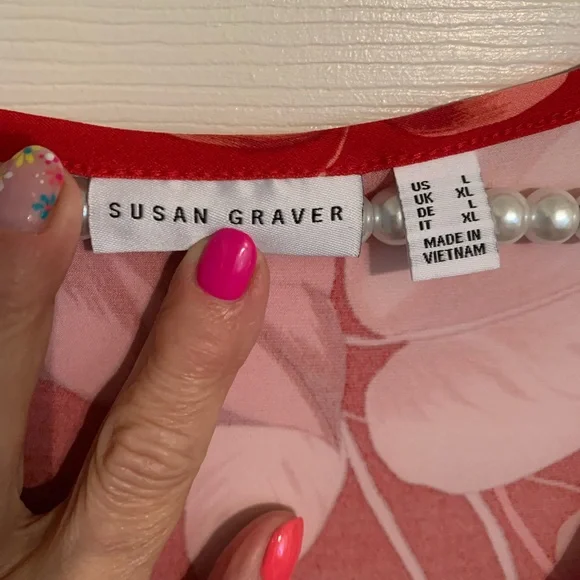 SUSAN GRAVER
US L
UK XL
DE L
IT XL
MADE IN
VIETNAM